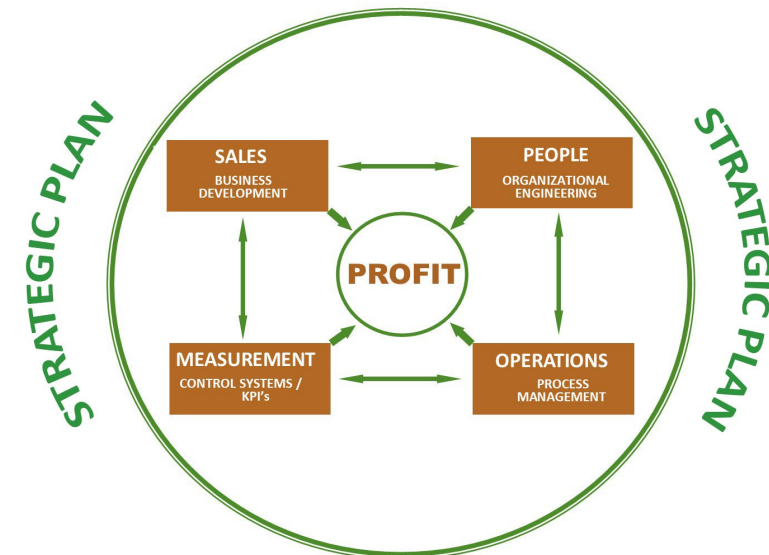 STRATEGIC PLAN
STRATEGIC PLAN
SALES
BUSINESS
DEVELOPMENT
PEOPLE
ORGANIZATIONAL
ENGINEERING
PROFIT
MEASUREMENT
CONTROL SYSTEMS /
KPI's
OPERATIONS
PROCESS
MANAGEMENT